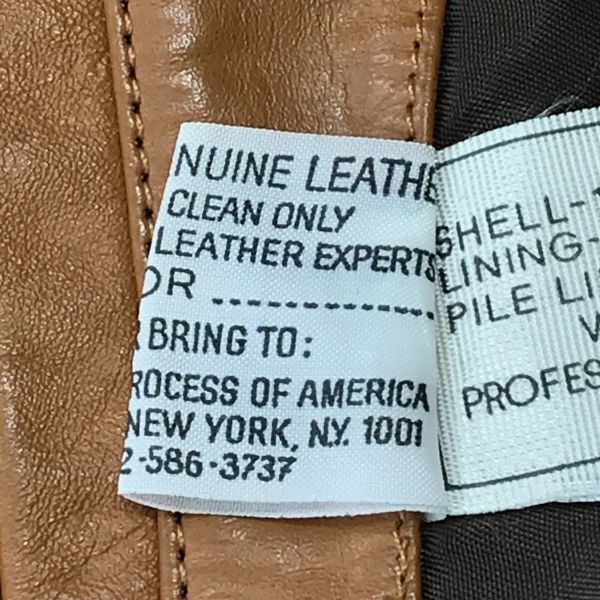 NUINE LEATHE
CLEAN ONLY
LEATHER EXPERTS
OR ..............
R BRING TO:
ROCESS OF AMERICA
NEW YORK, N.Y. 1001
2-586-3737
SHELL-
LINING-
PILE LI
W
PROFES